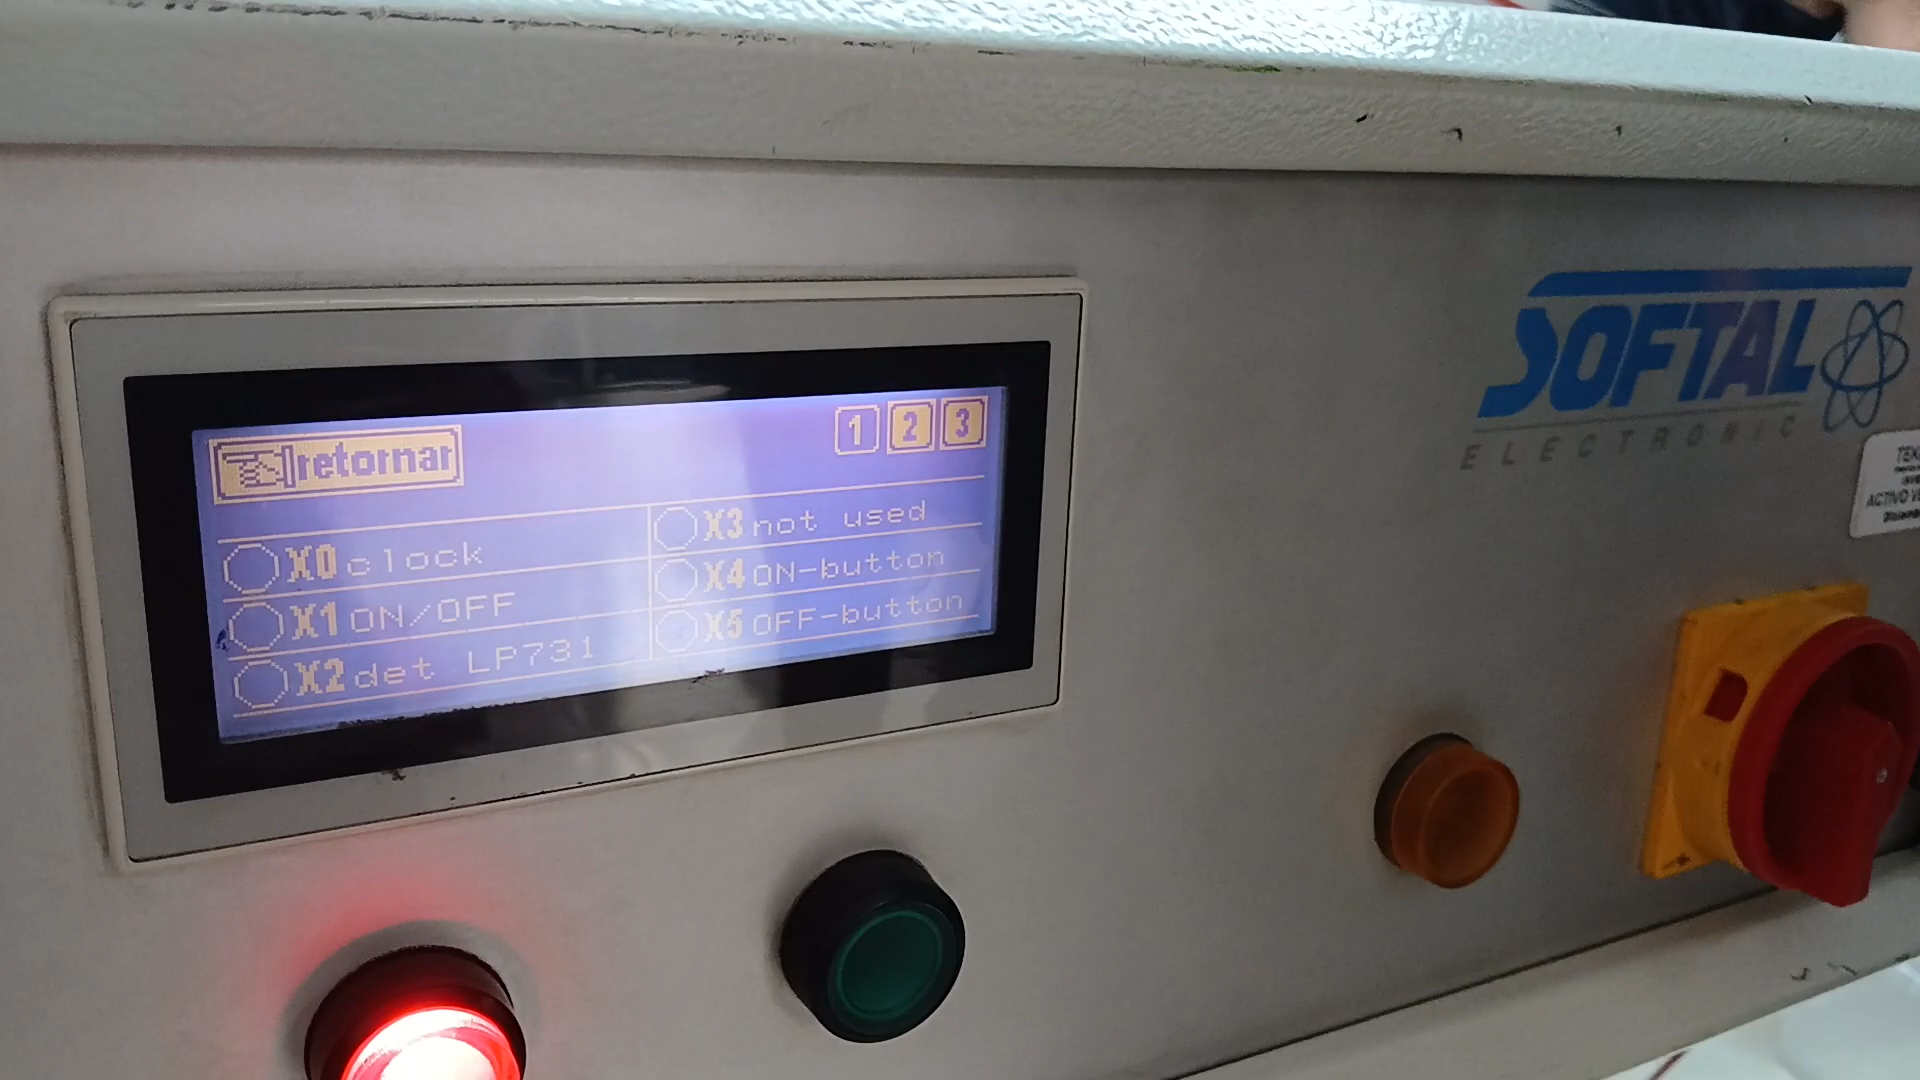 retornar
1 2 3
X0 clock
X1 ON/OFF
X2 det LP731
X3 not used
X4 ON-button
X5 OFF-button
SOFTAL
ELECTRONIC
ACTIVO